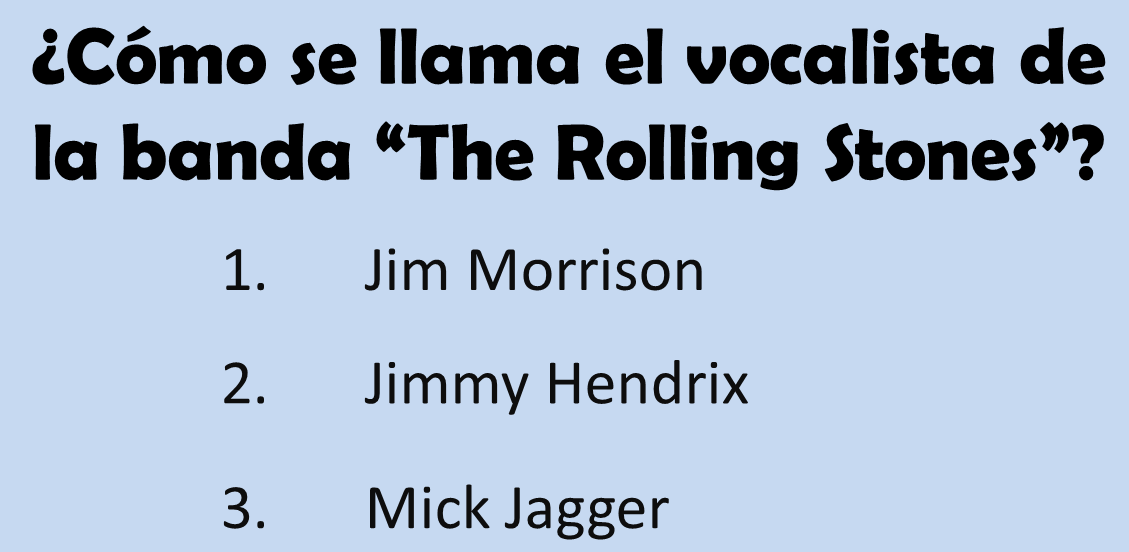 ¿Cómo se llama el vocalista de
la banda “The Rolling Stones”?
1. Jim Morrison
2. Jimmy Hendrix
3. Mick Jagger